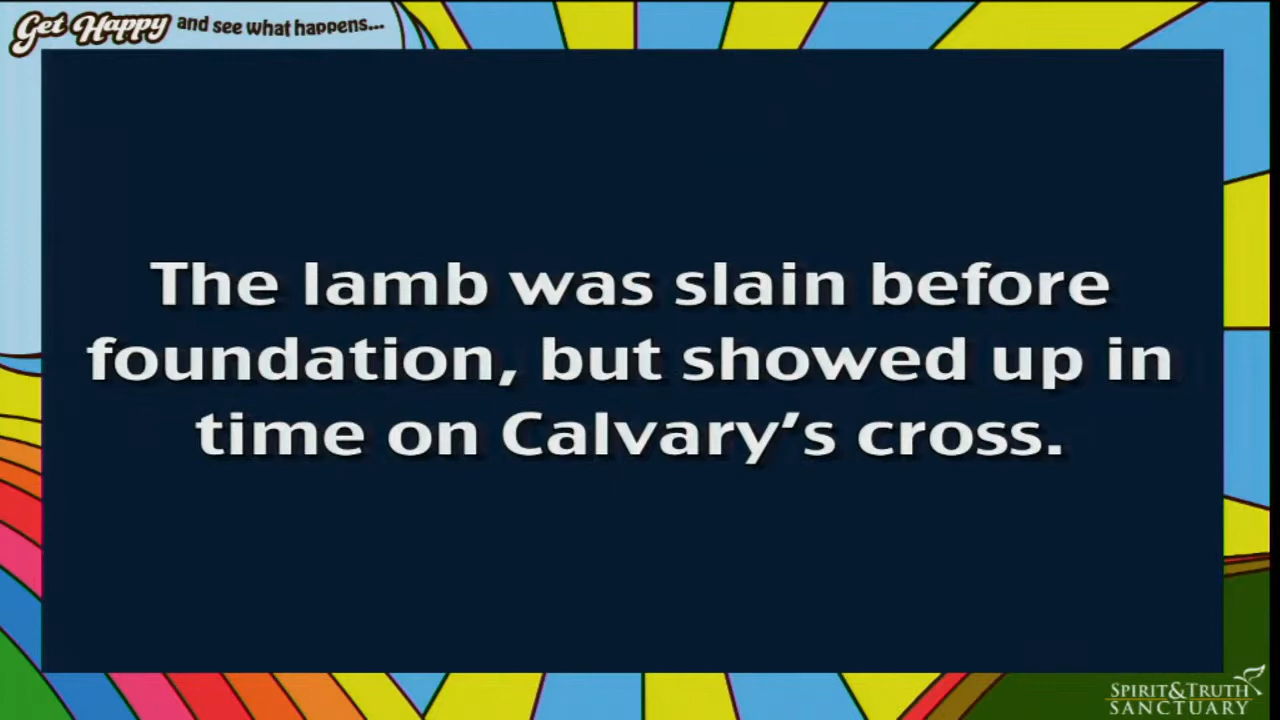 Get Happy and see what happens...
The lamb was slain before
foundation, but showed up in
time on Calvary’s cross.
SPIRIT&TRUTH
SANCTUARY